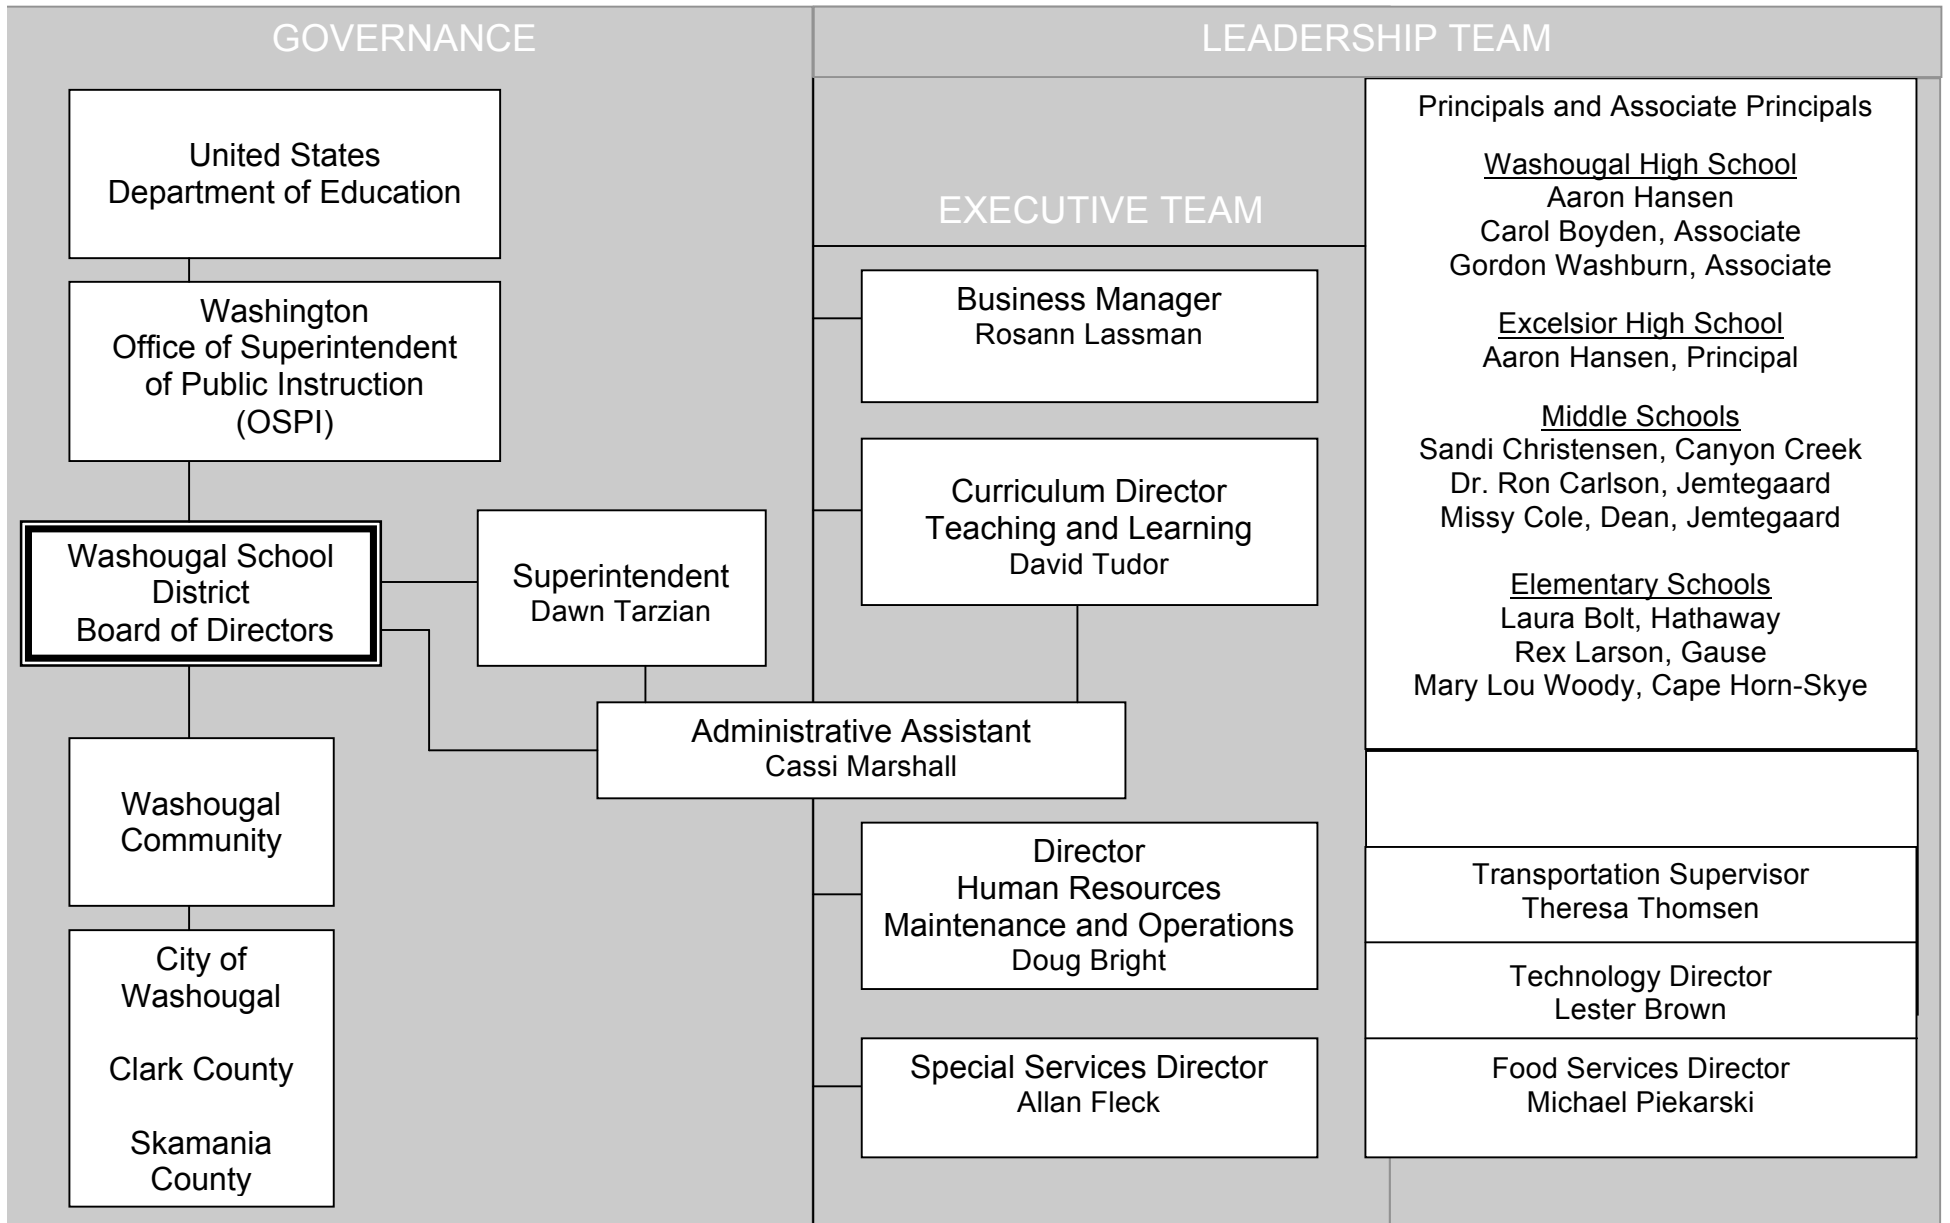 GOVERNANCE
LEADERSHIP TEAM
United States
Department of Education
Washington
Office of Superintendent
of Public Instruction
(OSPI)
Washougal School
District
Board of Directors
Superintendent
Dawn Tarzian
Administrative Assistant
Cassi Marshall
Washougal
Community
City of
Washougal
Clark County
Skamania
County
EXECUTIVE TEAM
Business Manager
Rosann Lassman
Curriculum Director
Teaching and Learning
David Tudor
Director
Human Resources
Maintenance and Operations
Doug Bright
Special Services Director
Allan Fleck
Principals and Associate Principals
Washougal High School
Aaron Hansen
Carol Boyden, Associate
Gordon Washburn, Associate
Excelsior High School
Aaron Hansen, Principal
Middle Schools
Sandi Christensen, Canyon Creek
Dr. Ron Carlson, Jemtegaard
Missy Cole, Dean, Jemtegaard
Elementary Schools
Laura Bolt, Hathaway
Rex Larson, Gause
Mary Lou Woody, Cape Horn-Skye
Transportation Supervisor
Theresa Thomsen
Technology Director
Lester Brown
Food Services Director
Michael Piekarski